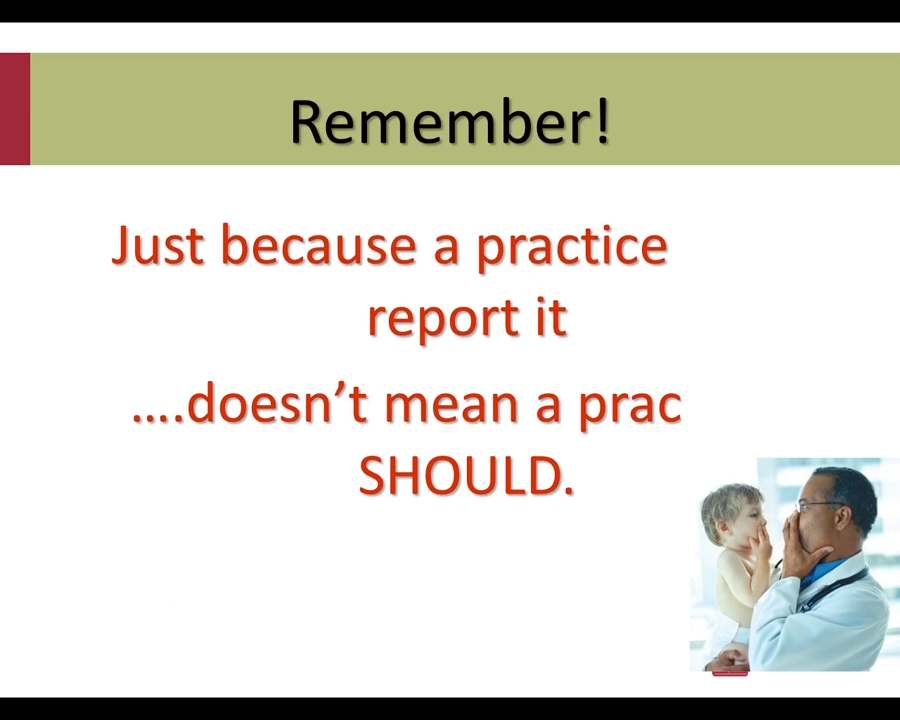 Remember!
Just because a practice
report it
….doesn’t mean a prac
SHOULD.